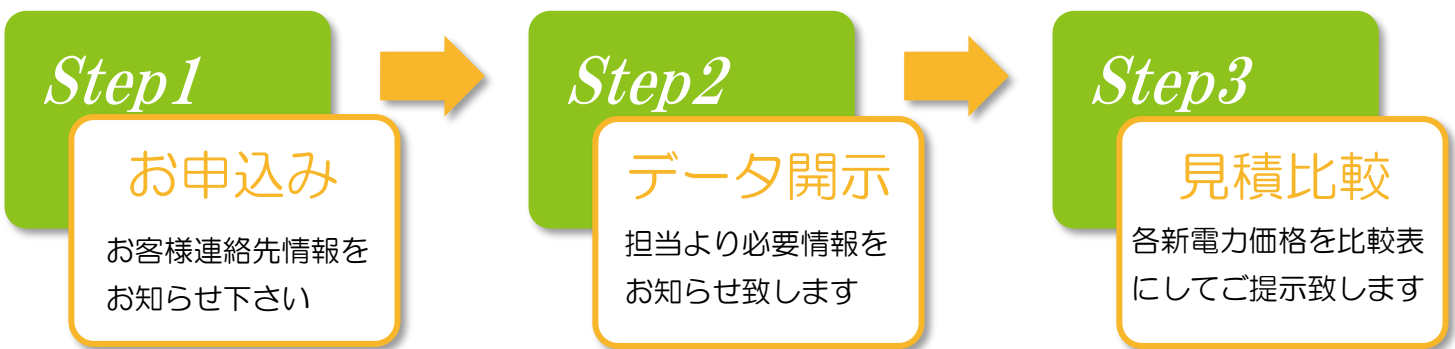 Step1
お申込み
お客様連絡先情報を
お知らせ下さい
Step2
データ開示
担当より必要情報を
お知らせ致します
Step3
見積比較
各新電力価格を比較表
にしてご提示致します